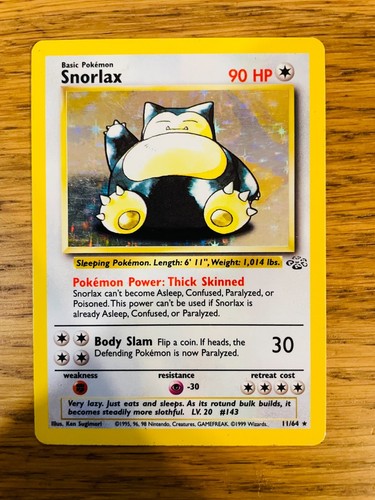 Basic Pokémon
Snorlax
90 HP
Sleeping Pokémon. Length: 6' 11", Weight: 1,014 lbs.
Pokémon Power: Thick Skinned
Snorlax can't become Asleep, Confused, Paralyzed, or
Poisoned. This power can't be used if Snorlax is
already Asleep, Confused, or Paralyzed.
Body Slam Flip a coin. If heads, the
Defending Pokémon is now Paralyzed.
30
weakness resistance retreat cost
-30
Very lazy. Just eats and sleeps. As its rotund bulk builds, it
becomes steadily more slothful. LV. 20 #143
Illus. Ken Sugimori ©1995, 96, 98 Nintendo, Creatures, GAMEFREAK. ©1999 Wizards. 11/64 ★